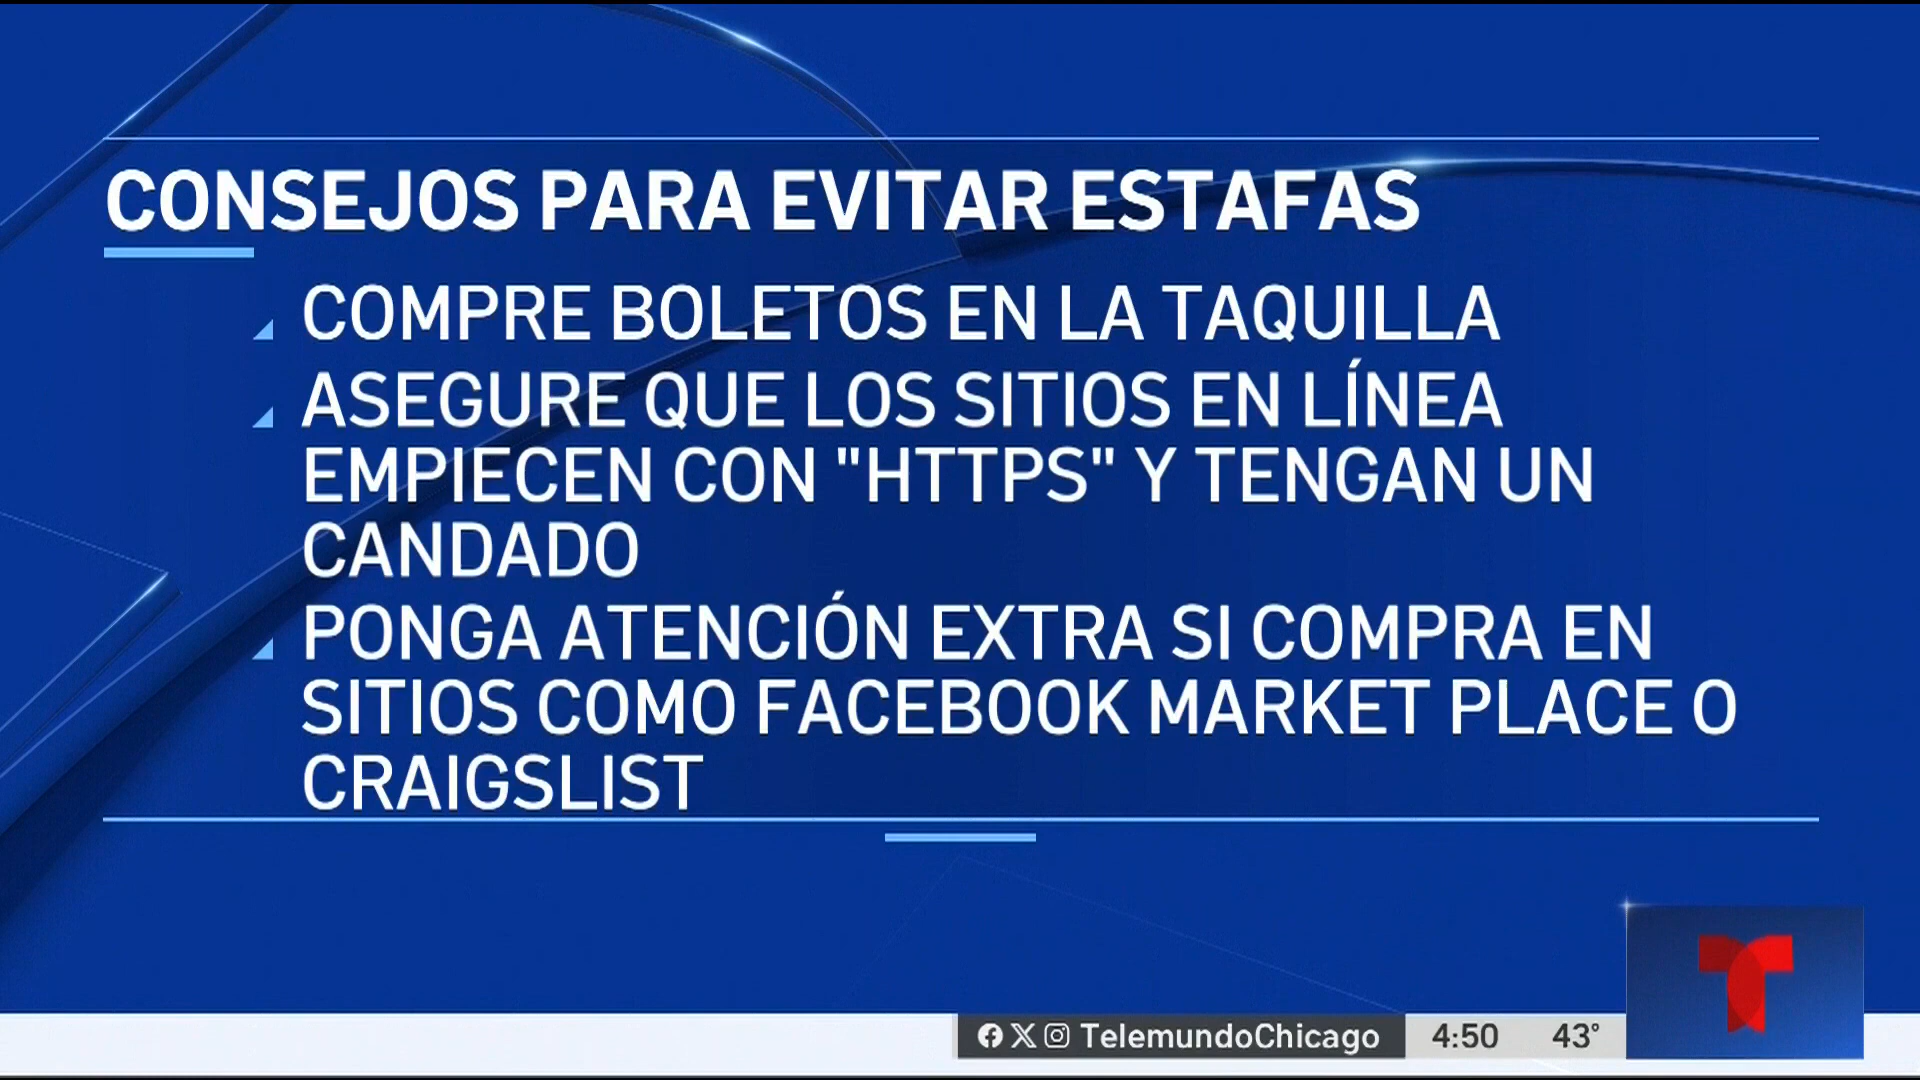 CONSEJOS PARA EVITAR ESTAFAS
COMPRE BOLETOS EN LA TAQUILLA
ASEGURE QUE LOS SITIOS EN LÍNEA
EMPIECEN CON "HTTPS" Y TENGAN UN
CANDADO
PONGA ATENCIÓN EXTRA SI COMPRA EN
SITIOS COMO FACEBOOK MARKET PLACE O
CRAIGSLIST
TelemundoChicago 4:50 43°